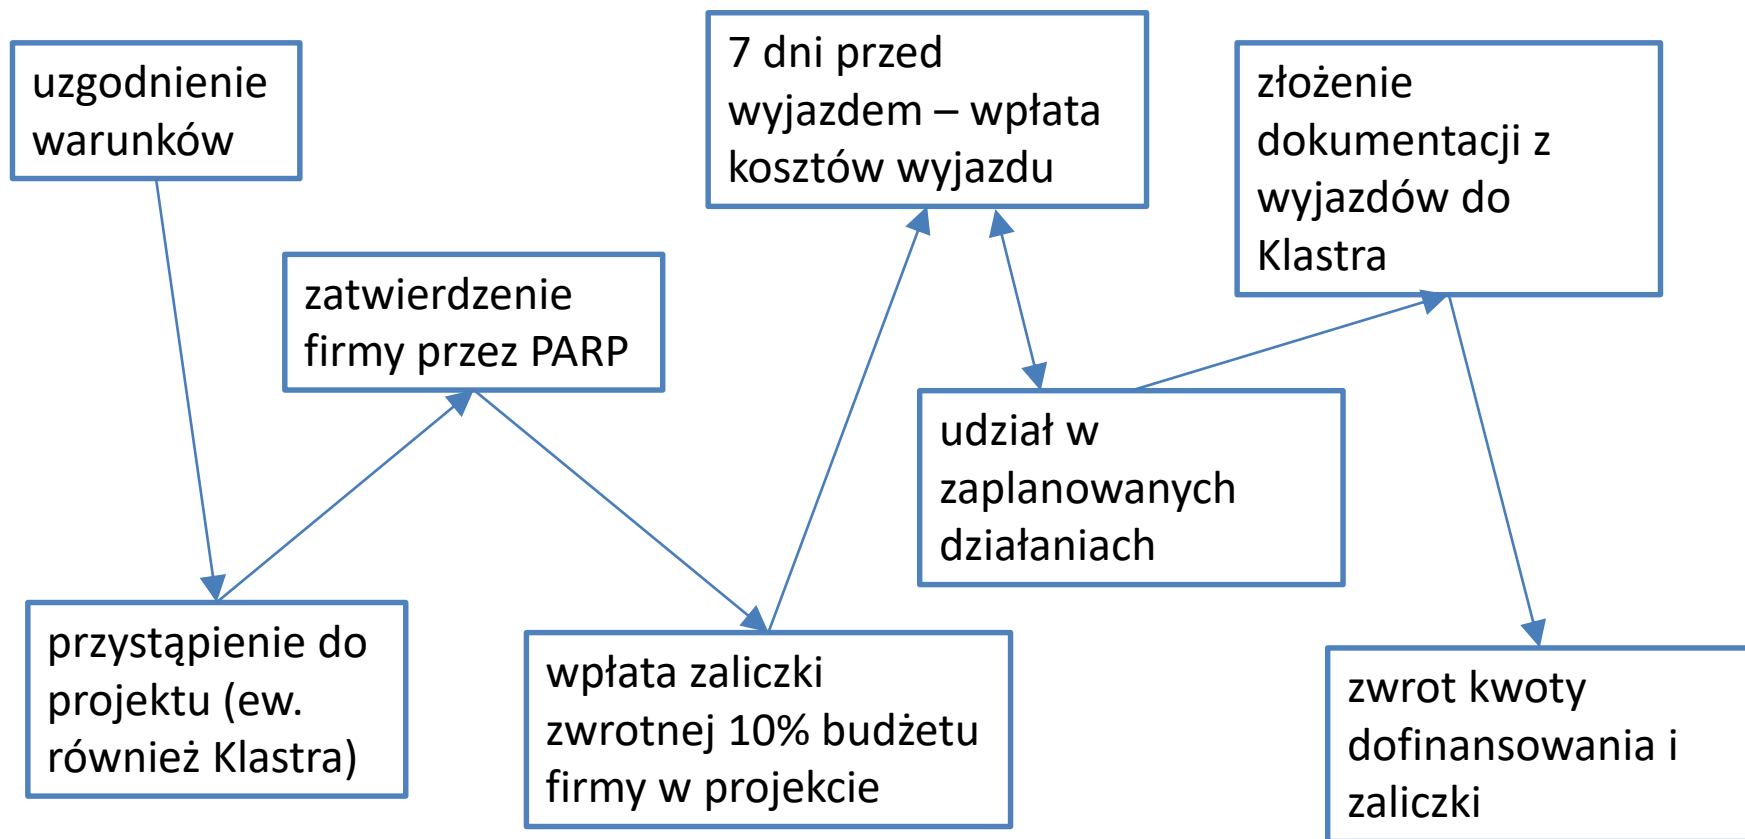 uzgodnienie
warunków
przystąpienie do
projektu (ew.
również Klastra)
zatwierdzenie
firmy przez PARP
wpłata zaliczki
zwrotnej 10% budżetu
firmy w projekcie
7 dni przed
wyjazdem – wpłata
kosztów wyjazdu
udział w
zaplanowanych
działaniach
złożenie
dokumentacji z
wyjazdów do
Klastra
zwrot kwoty
dofinansowania i
zaliczki